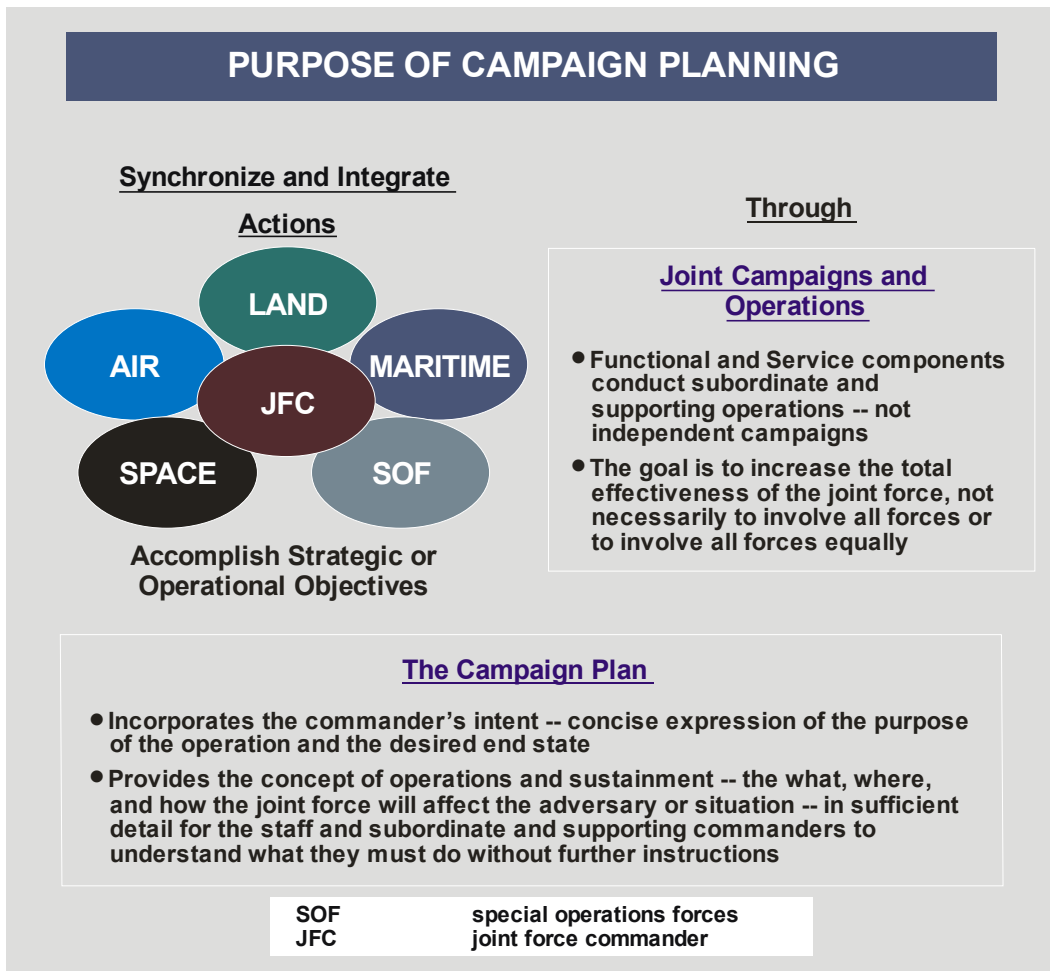 PURPOSE OF CAMPAIGN PLANNING
Synchronize and Integrate
Actions
LAND
AIR
MARITIME
JFC
SPACE
SOF
Accomplish Strategic or
Operational Objectives
Through
Joint Campaigns and
Operations
● Functional and Service components
conduct subordinate and
supporting operations -- not
independent campaigns
● The goal is to increase the total
effectiveness of the joint force, not
necessarily to involve all forces or
to involve all forces equally
The Campaign Plan
● Incorporates the commander’s intent -- concise expression of the purpose
of the operation and the desired end state
● Provides the concept of operations and sustainment -- the what, where,
and how the joint force will affect the adversary or situation -- in sufficient
detail for the staff and subordinate and supporting commanders to
understand what they must do without further instructions
SOF special operations forces
JFC joint force commander